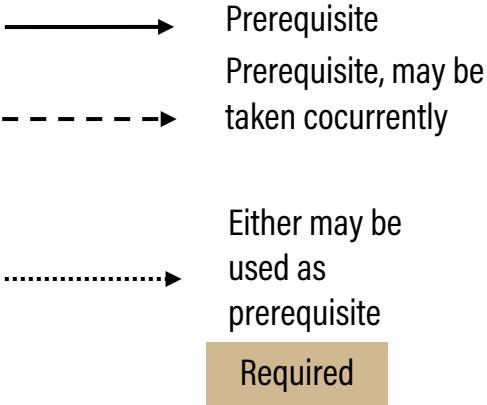 Prerequisite
Prerequisite, may be
taken cocurrently
Either may be
used as
prerequisite
Required